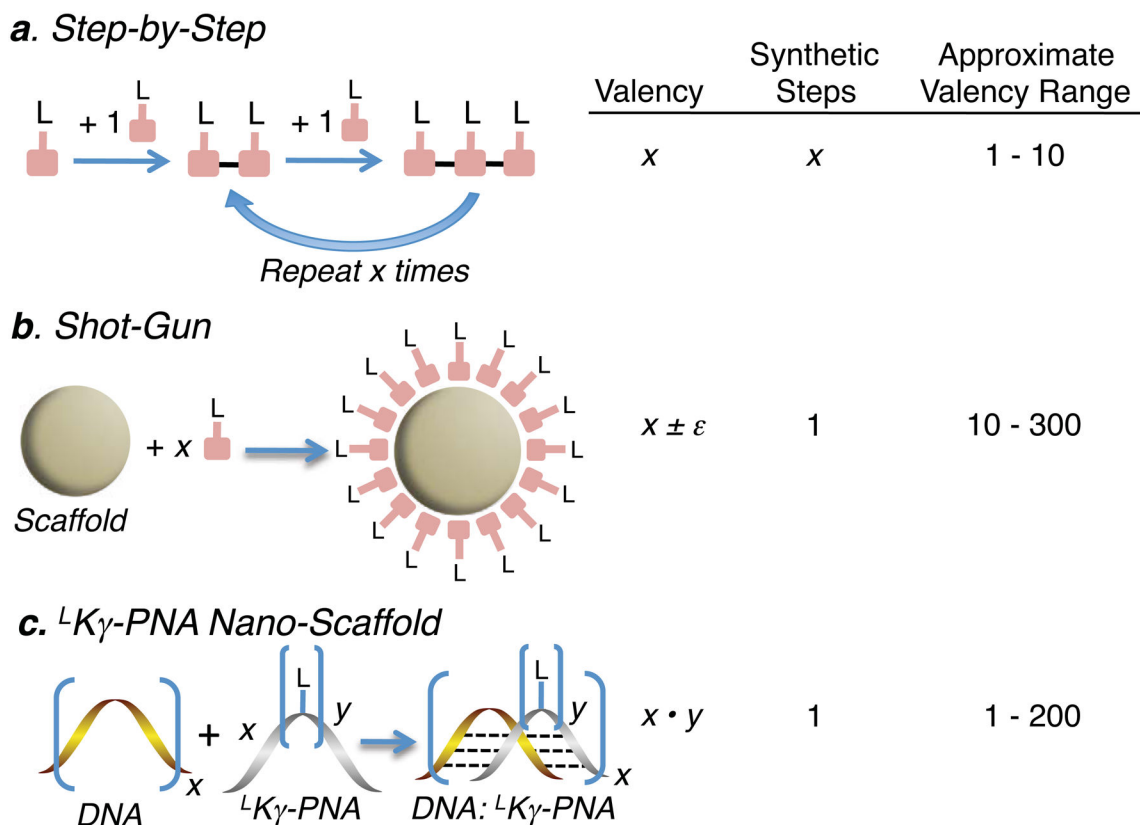 a. Step-by-Step
Synthetic Approximate
Valency Steps Valency Range
L L L L L L L L
+ 1 + 1
x x 1 - 10
Repeat x times
b. Shot-Gun
L L L L L L L L L L L L L L L L
L
+ x
x ± ε 1 10 - 300
Scaffold
c. ᴸKγ-PNA Nano-Scaffold
L L
x y y
+
x x
x • y 1 1 - 200
DNA ᴸKγ-PNA DNA: ᴸKγ-PNA